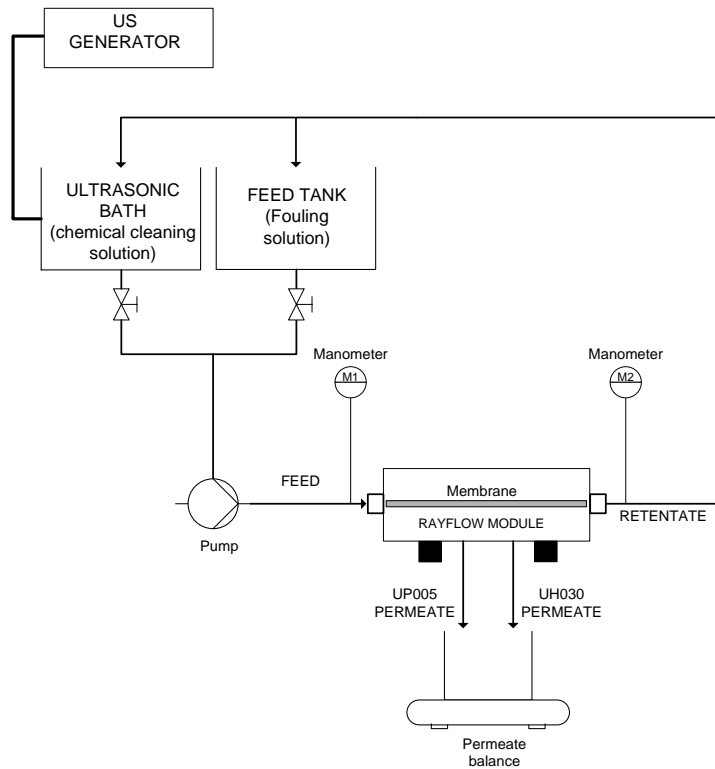 US
GENERATOR
ULTRASONIC
BATH
(chemical cleaning
solution)
FEED TANK
(Fouling
solution)
Manometer
M1
Manometer
M2
FEED
Pump
Membrane
RAYFLOW MODULE
RETENTATE
UP005
PERMEATE
UH030
PERMEATE
Permeate
balance